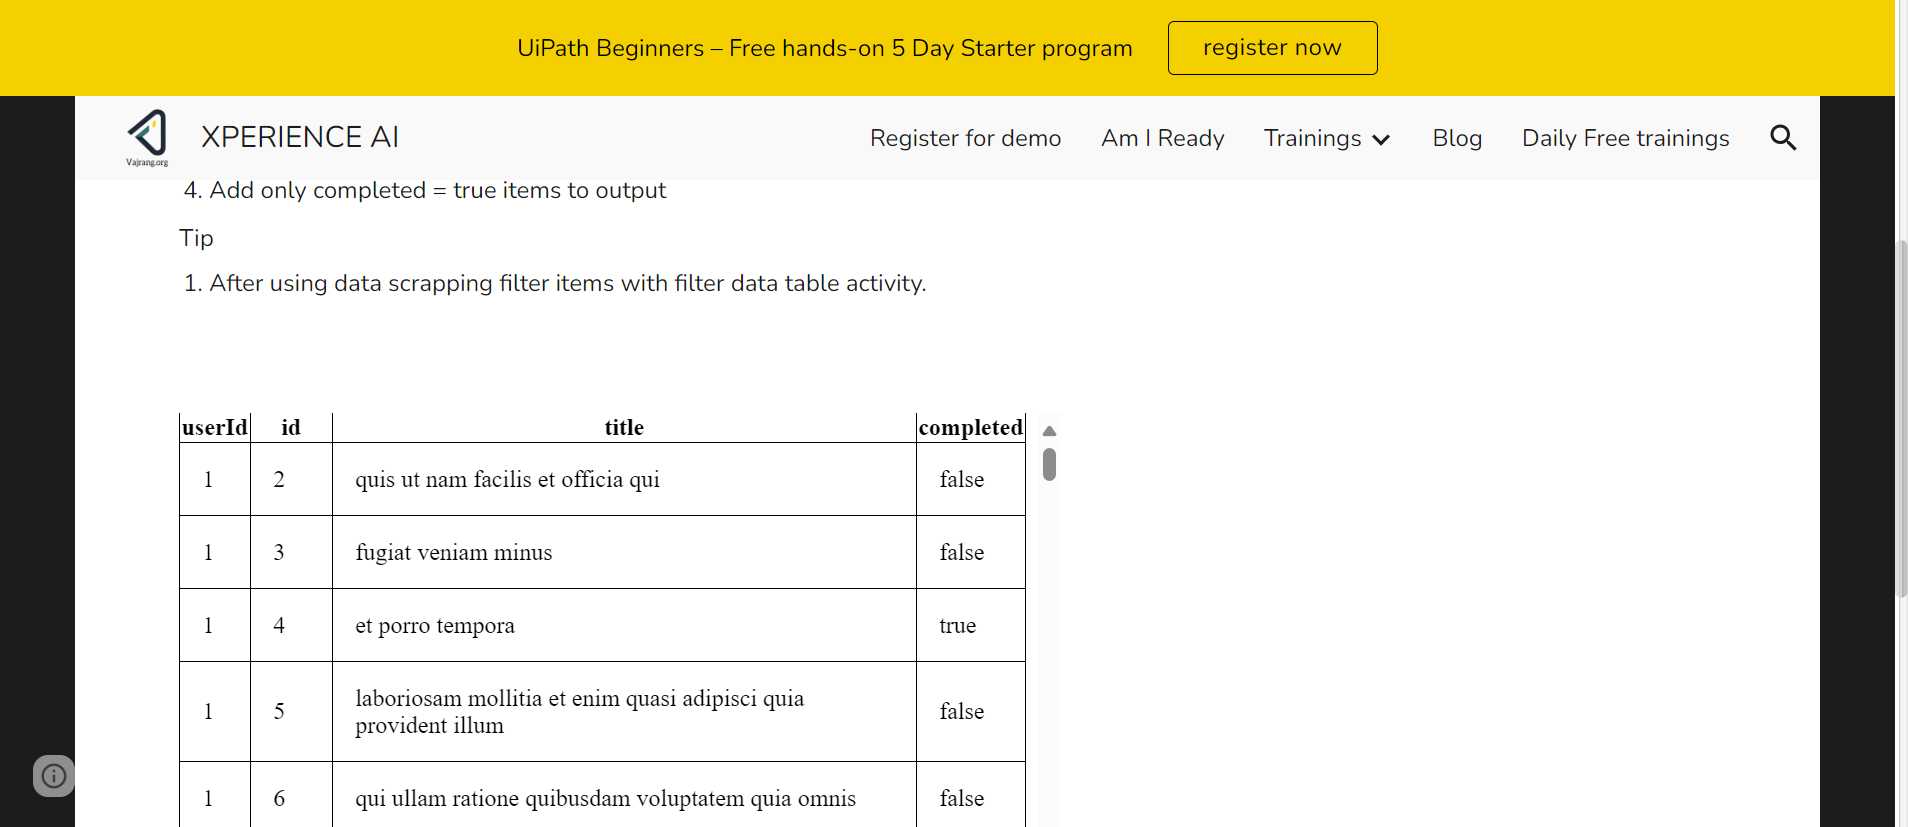 UiPath Beginners – Free hands-on 5 Day Starter program register now
Vajrang.org
XPERIENCE AI Register for demo Am I Ready Trainings Blog Daily Free trainings
4. Add only completed = true items to output
Tip
1. After using data scrapping filter items with filter data table activity.
userId id title completed
1 2 quis ut nam facilis et officia qui false
1 3 fugiat veniam minus false
1 4 et porro tempora true
1 5 laboriosam mollitia et enim quasi adipisci quia
provident illum false
1 6 qui ullam ratione quibusdam voluptatem quia omnis false